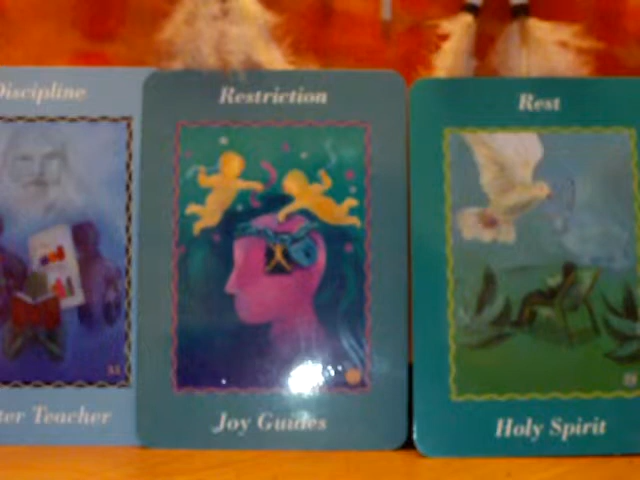 Discipline
Restriction
Rest
ter Teacher
Joy Guides
Holy Spirit